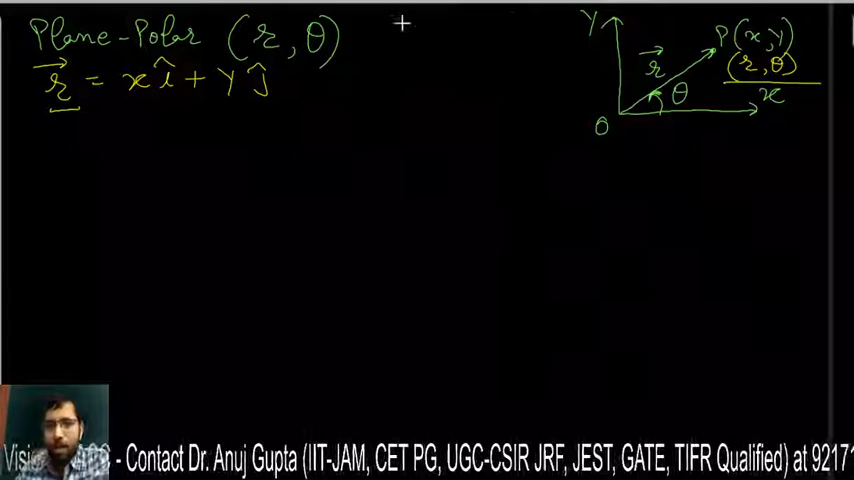 Plane-Polar (r, θ)
r⃗ = x î + y ĵ
Y
P (x, y)
(r, θ)
r⃗
θ
x
O
Visi - Contact Dr. Anuj Gupta (IIT-JAM, CET PG, UGC-CSIR JRF, JEST, GATE, TIFR Qualified) at 9217